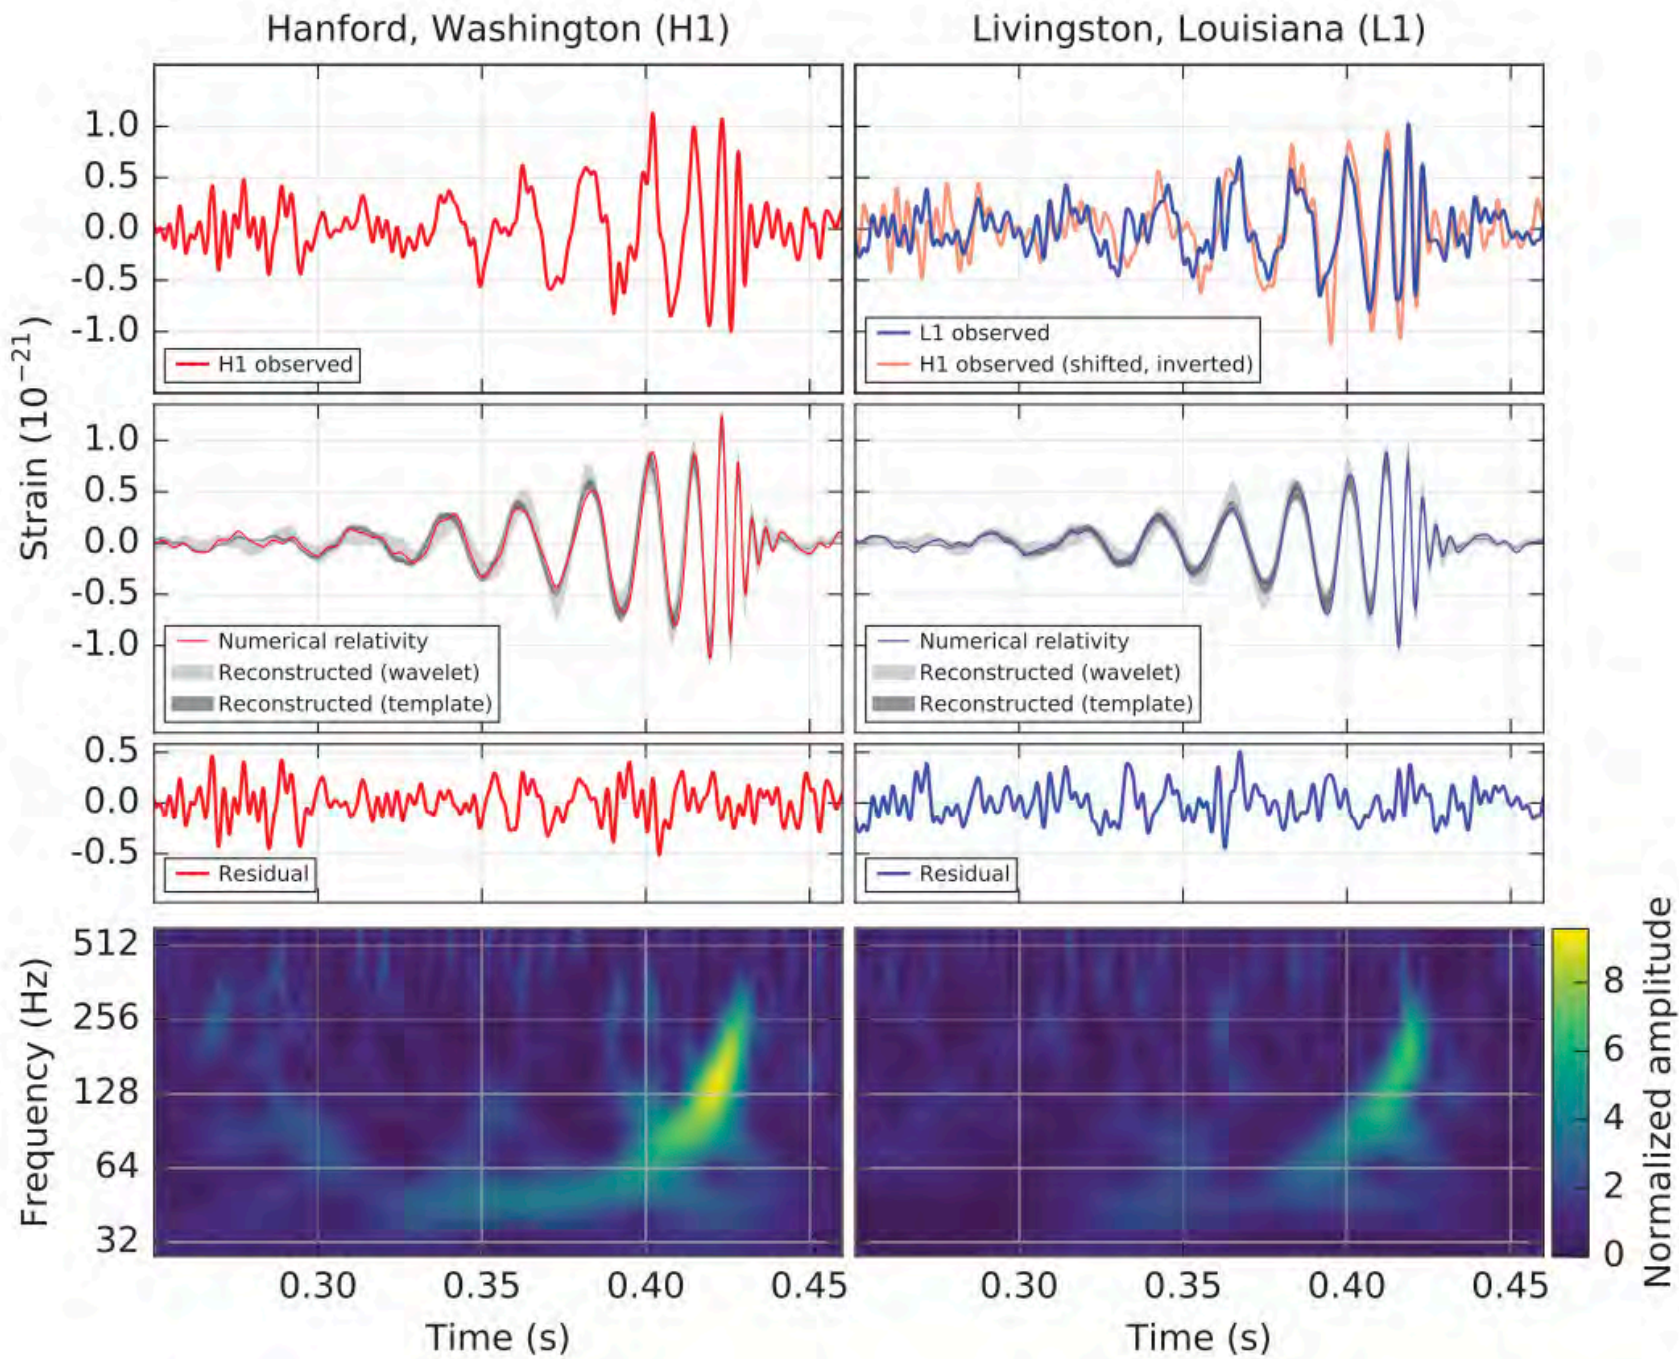 Hanford, Washington (H1)
Livingston, Louisiana (L1)
Strain (10⁻²¹)
1.0
0.5
0.0
-0.5
-1.0
H1 observed
L1 observed
H1 observed (shifted, inverted)
1.0
0.5
0.0
-0.5
-1.0
Numerical relativity
Reconstructed (wavelet)
Reconstructed (template)
Numerical relativity
Reconstructed (wavelet)
Reconstructed (template)
0.5
0.0
-0.5
Residual
Residual
Frequency (Hz)
512
256
128
64
32
Normalized amplitude
8
6
4
2
0
0.30 0.35 0.40 0.45
0.30 0.35 0.40 0.45
Time (s)
Time (s)